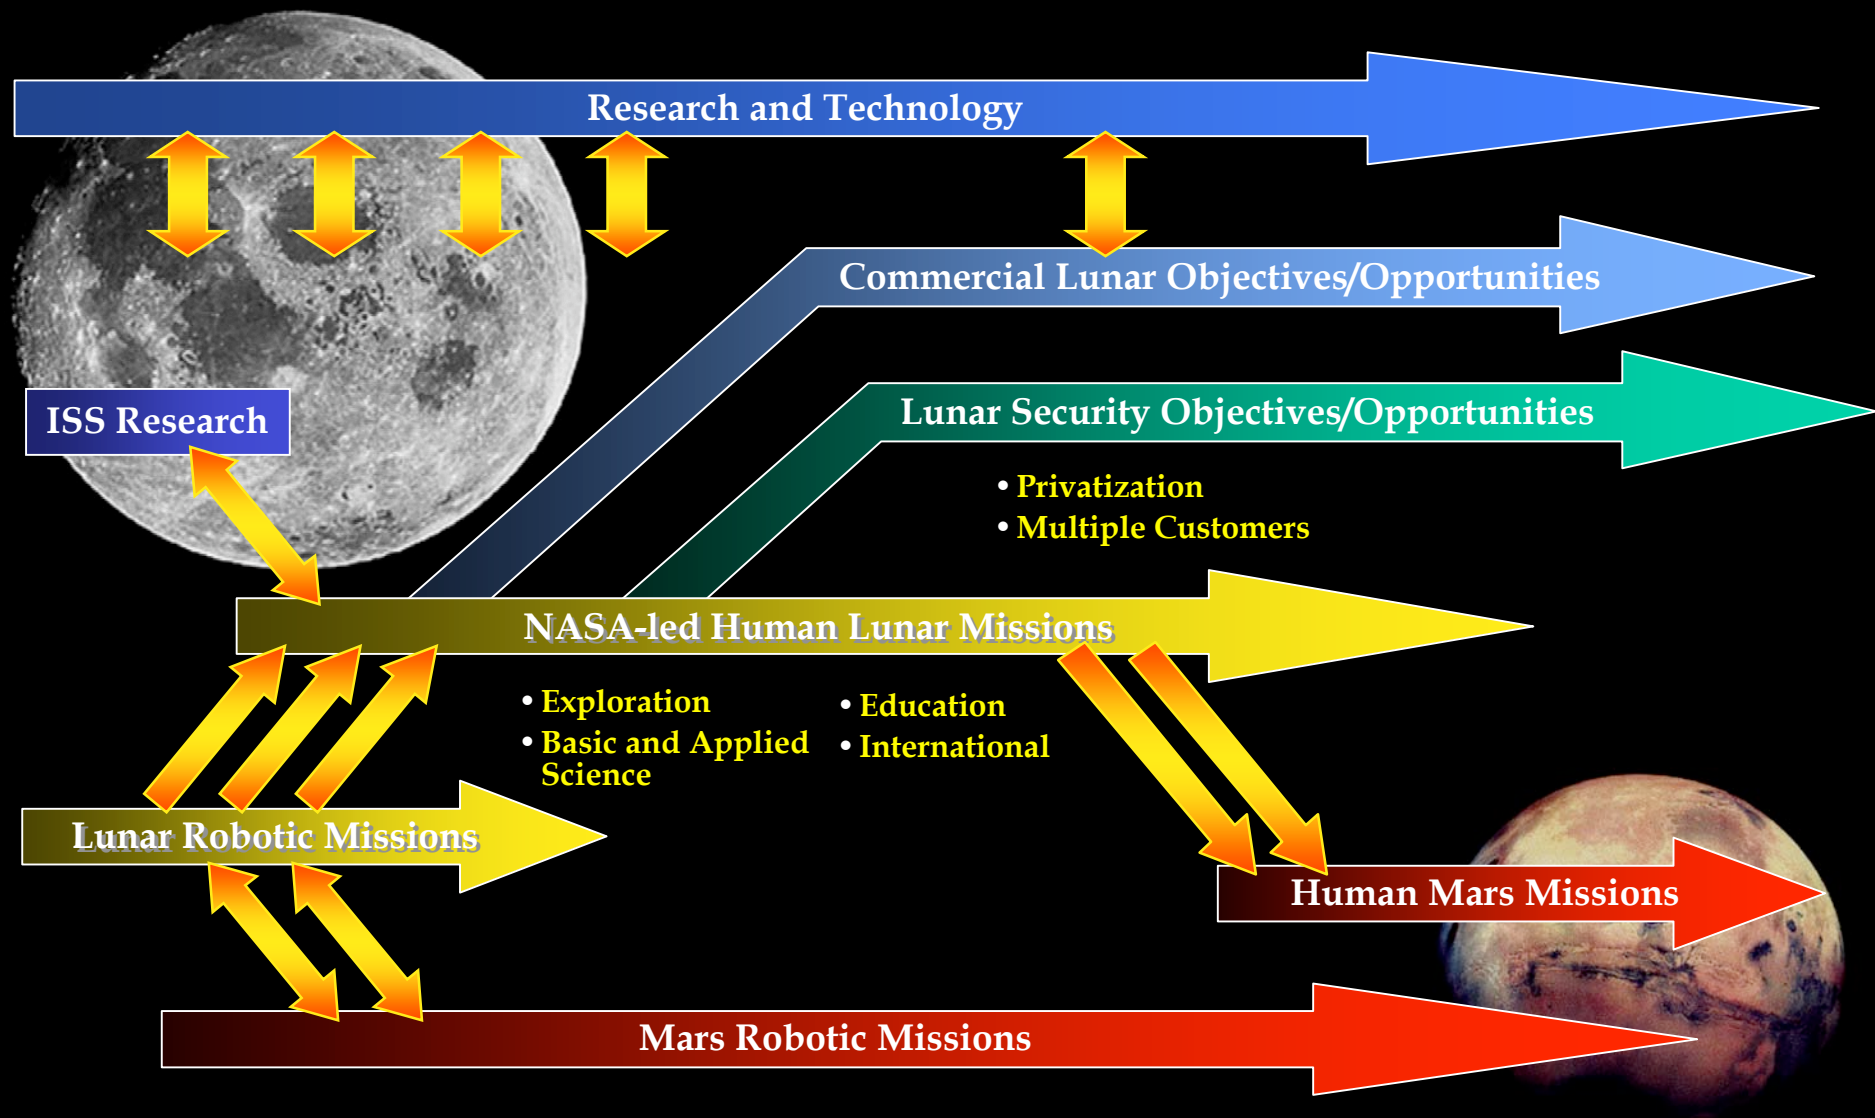 Research and Technology
Commercial Lunar Objectives/Opportunities
Lunar Security Objectives/Opportunities
ISS Research
• Privatization
• Multiple Customers
NASA-led Human Lunar Missions
• Exploration
• Basic and Applied
Science
• Education
• International
Lunar Robotic Missions
Human Mars Missions
Mars Robotic Missions